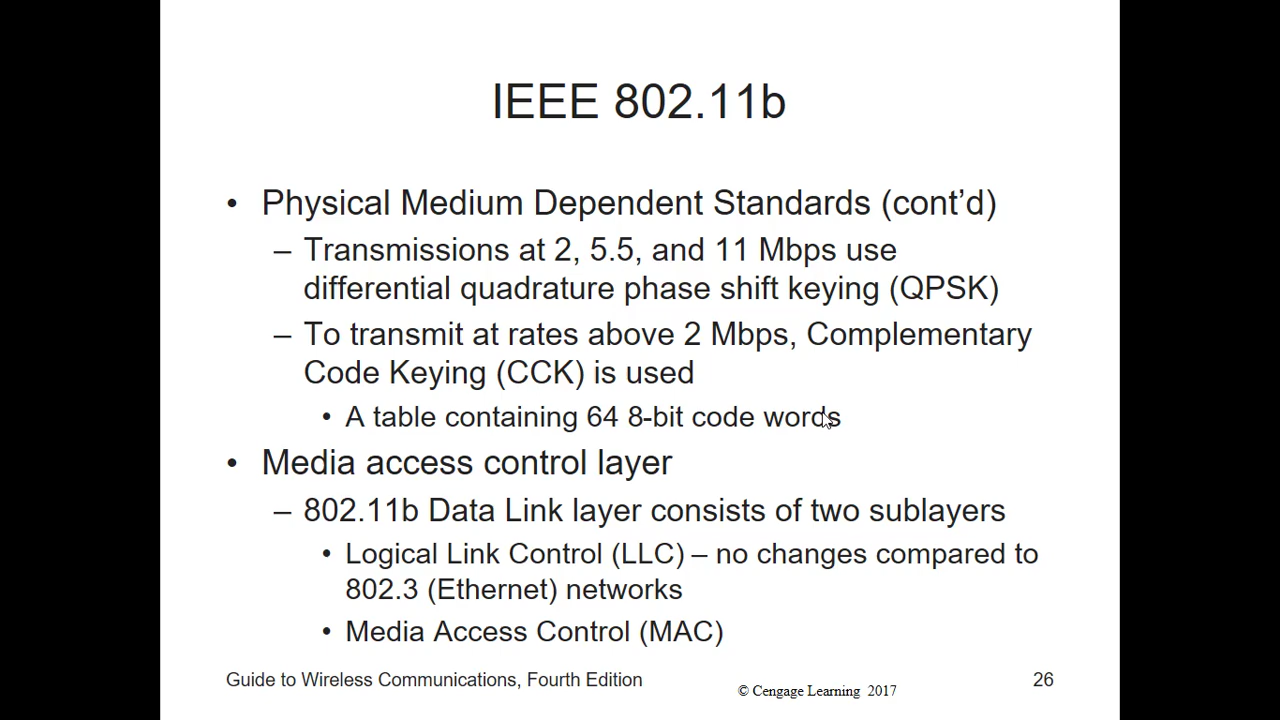 IEEE 802.11b
• Physical Medium Dependent Standards (cont’d)
– Transmissions at 2, 5.5, and 11 Mbps use
differential quadrature phase shift keying (QPSK)
– To transmit at rates above 2 Mbps, Complementary
Code Keying (CCK) is used
• A table containing 64 8-bit code words
• Media access control layer
– 802.11b Data Link layer consists of two sublayers
• Logical Link Control (LLC) – no changes compared to
802.3 (Ethernet) networks
• Media Access Control (MAC)
Guide to Wireless Communications, Fourth Edition
© Cengage Learning 2017
26